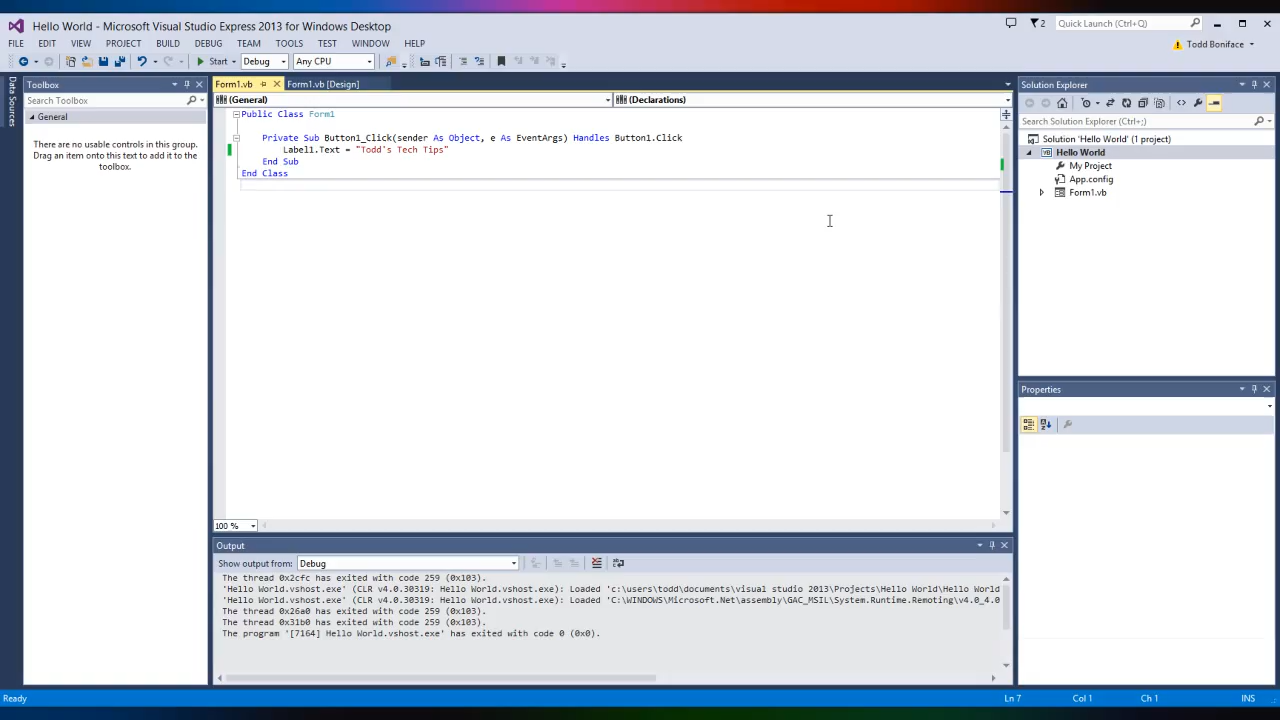 Hello World - Microsoft Visual Studio Express 2013 for Windows Desktop
2
Quick Launch (Ctrl+Q)
FILE EDIT VIEW PROJECT BUILD DEBUG TEAM TOOLS TEST WINDOW HELP
Todd Boniface
Start Debug Any CPU
Data Sources
Toolbox
Search Toolbox
General
There are no usable controls in this group.
Drag an item onto this text to add it to the
toolbox.
Form1.vb Form1.vb [Design]
(General) (Declarations)
Public Class Form1
Private Sub Button1_Click(sender As Object, e As EventArgs) Handles Button1.Click
Label1.Text = "Todd's Tech Tips"
End Sub
End Class
100 %
Output
Show output from: Debug
The thread 0x2cfc has exited with code 259 (0x103).
'Hello World.vshost.exe' (CLR v4.0.30319: Hello World.vshost.exe): Loaded 'c:\users\todd\documents\visual studio 2013\Projects\Hello World\Hello World
'Hello World.vshost.exe' (CLR v4.0.30319: Hello World.vshost.exe): Loaded 'C:\WINDOWS\Microsoft.Net\assembly\GAC_MSIL\System.Runtime.Remoting\v4.0_4.0
The thread 0x26a0 has exited with code 259 (0x103).
The thread 0x31b0 has exited with code 259 (0x103).
The program '[7164] Hello World.vshost.exe' has exited with code 0 (0x0).
Solution Explorer
Search Solution Explorer (Ctrl+;)
Solution 'Hello World' (1 project)
VB Hello World
My Project
App.config
Form1.vb
Properties
Ready
Ln 7 Col 1 Ch 1 INS